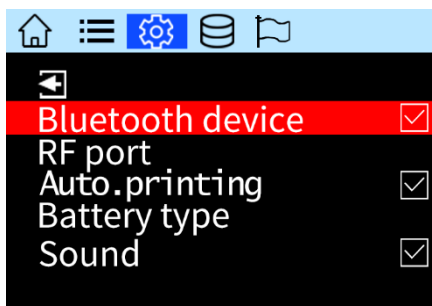 Bluetooth device
RF port
Auto.printing
Battery type
Sound